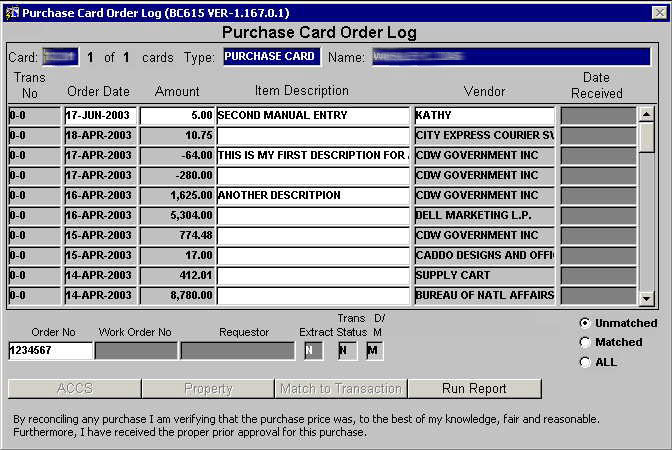 Purchase Card Order Log (BC615 VER-1.167.0.1)
Purchase Card Order Log
Card: 1 of 1 cards Type: PURCHASE CARD Name:
Trans No Order Date Amount Item Description Vendor Date Received
0-0 17-JUN-2003 5.00 SECOND MANUAL ENTRY KATHY
0-0 18-APR-2003 10.75 CITY EXPRESS COURIER
0-0 17-APR-2003 -64.00 THIS IS MY FIRST DESCRIPTION FOR CDW GOVERNMENT INC
0-0 17-APR-2003 -280.00 CDW GOVERNMENT INC
0-0 16-APR-2003 1,625.00 ANOTHER DESCRITPION CDW GOVERNMENT INC
0-0 16-APR-2003 5,304.00 DELL MARKETING L.P.
0-0 15-APR-2003 774.48 CDW GOVERNMENT INC
0-0 15-APR-2003 17.00 CADDO DESIGNS AND OFFI
0-0 14-APR-2003 412.01 SUPPLY CART
0-0 14-APR-2003 8,780.00 BUREAU OF NATL AFFAIRS
Order No Work Order No Requestor Extract Trans Status D/ M
1234567 N N M
Unmatched
Matched
ALL
ACCS Property Match to Transaction Run Report
By reconciling any purchase I am verifying that the purchase price was, to the best of my knowledge, fair and reasonable.
Furthermore, I have received the proper prior approval for this purchase.